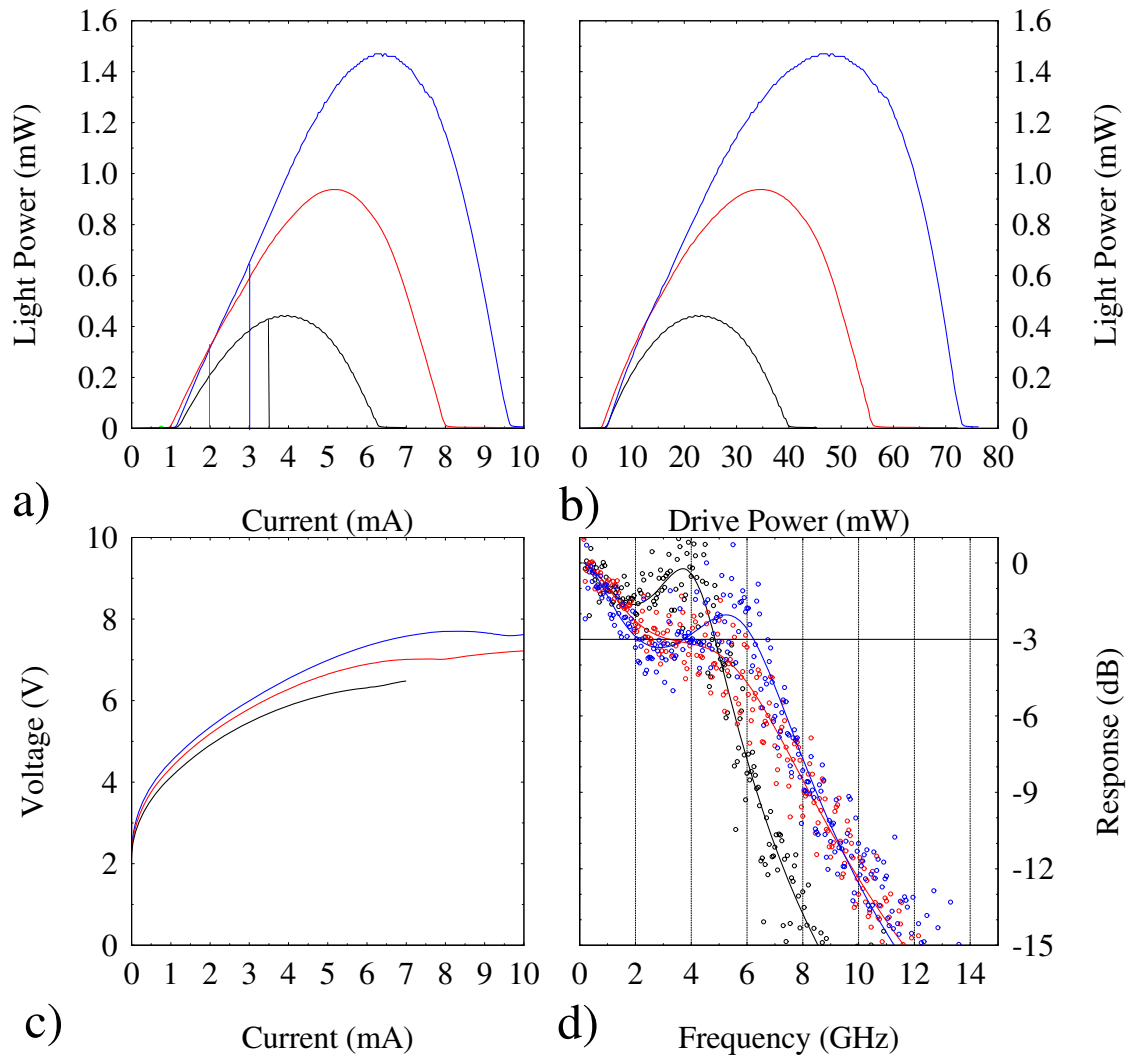 1.6
1.4
1.2
1.0
0.8
0.6
0.4
0.2
0
Light Power (mW)
0 1 2 3 4 5 6 7 8 9 10
a)
Current (mA)
1.6
1.4
1.2
1.0
0.8
0.6
0.4
0.2
0
Light Power (mW)
0 10 20 30 40 50 60 70 80
b)
Drive Power (mW)
10
8
6
4
2
0
Voltage (V)
0 1 2 3 4 5 6 7 8 9 10
c)
Current (mA)
0
-3
-6
-9
-12
-15
Response (dB)
0 2 4 6 8 10 12 14
d)
Frequency (GHz)